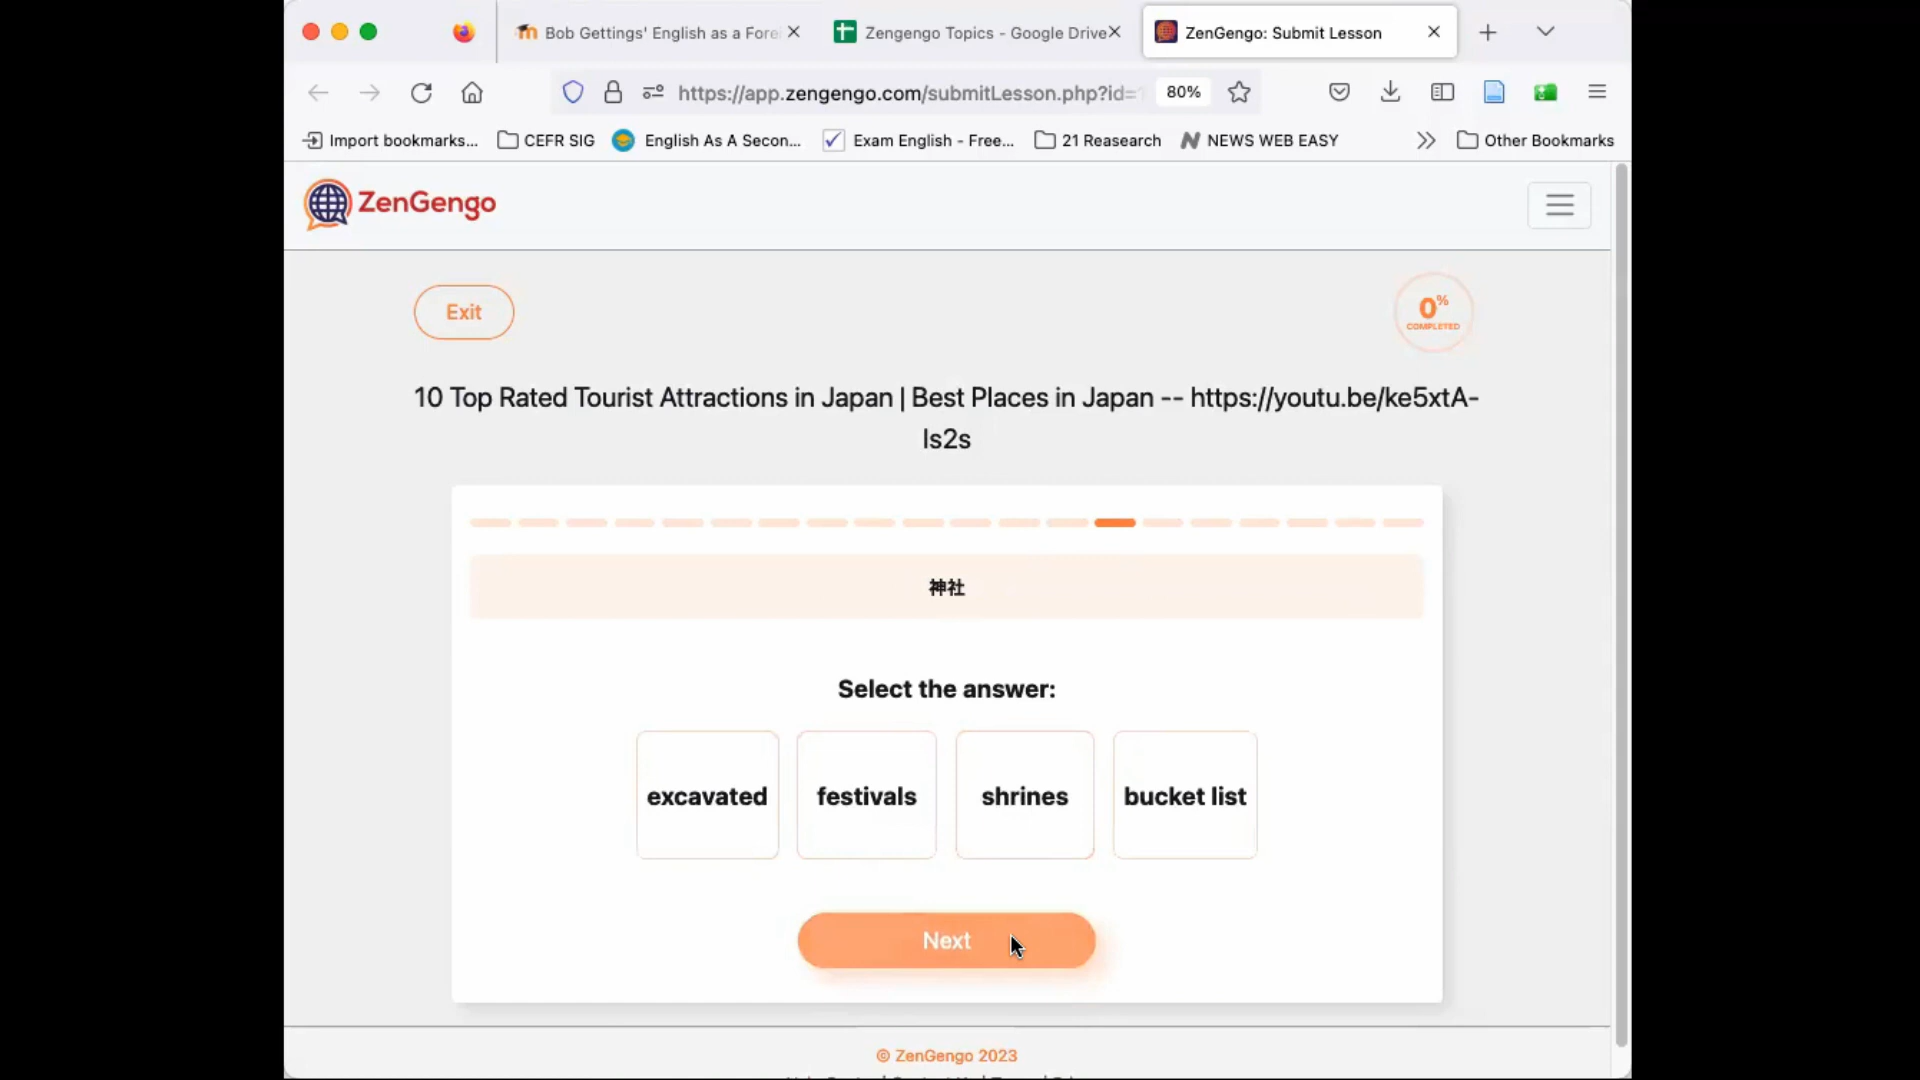 Bob Gettings' English as a Forei
Zengengo Topics - Google Drive
ZenGengo: Submit Lesson
https://app.zengengo.com/submitLesson.php?id=
80%
Import bookmarks...
CEFR SIG
English As A Secon...
Exam English - Free...
21 Reasearch
NEWS WEB EASY
Other Bookmarks
ZenGengo
Exit
0%
COMPLETED
10 Top Rated Tourist Attractions in Japan | Best Places in Japan -- https://youtu.be/ke5xtA-
Is2s
神社
Select the answer:
excavated
festivals
shrines
bucket list
Next
© ZenGengo 2023